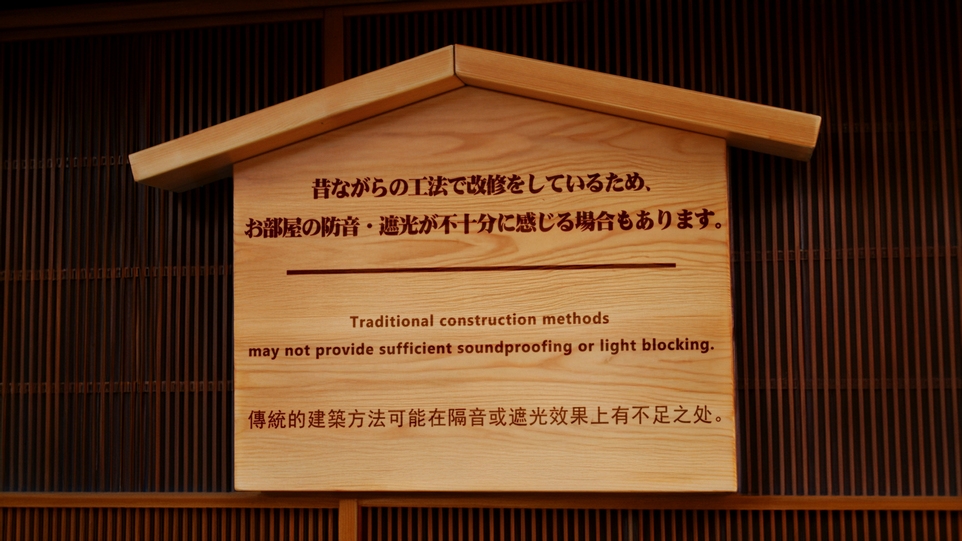 昔ながらの工法で改修をしているため、
お部屋の防音・遮光が不十分に感じる場合もあります。
Traditional construction methods
may not provide sufficient soundproofing or light blocking.
傳統的建築方法可能在隔音或遮光效果上有不足之处。